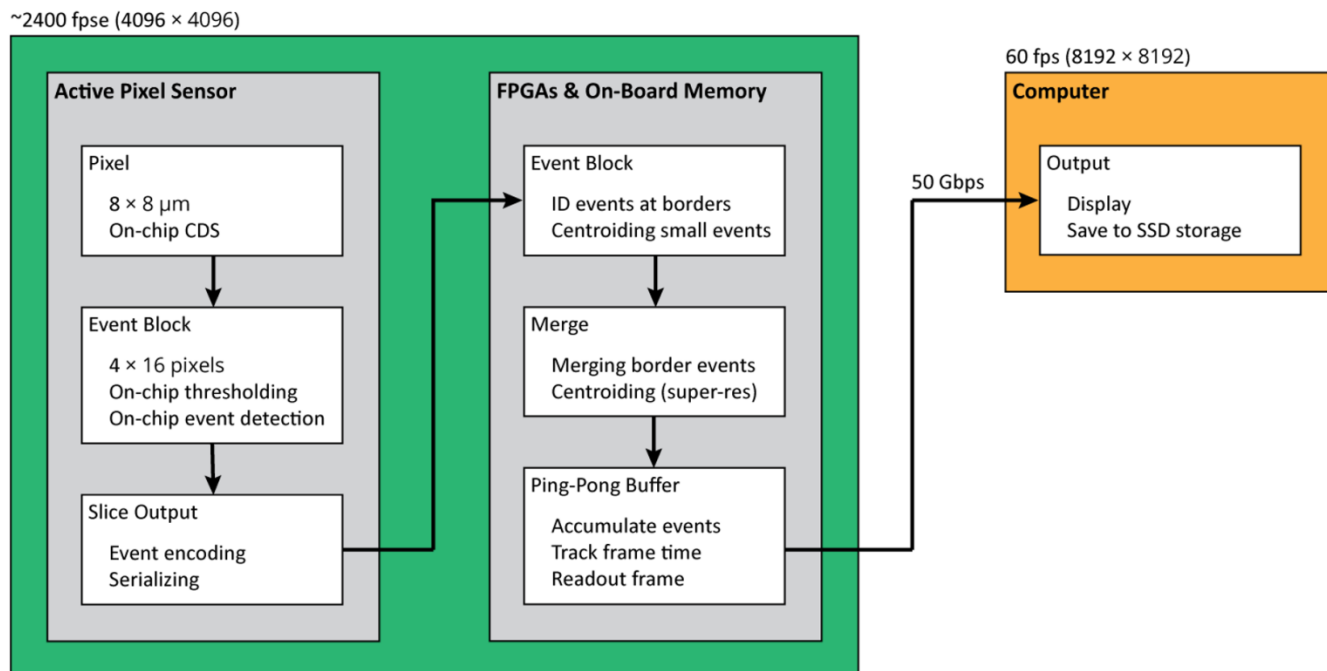 ~2400 fpse (4096 × 4096)
Active Pixel Sensor
Pixel
8 × 8 μm
On-chip CDS
Event Block
4 × 16 pixels
On-chip thresholding
On-chip event detection
Slice Output
Event encoding
Serializing
FPGAs & On-Board Memory
Event Block
ID events at borders
Centroiding small events
Merge
Merging border events
Centroiding (super-res)
Ping-Pong Buffer
Accumulate events
Track frame time
Readout frame
50 Gbps
60 fps (8192 × 8192)
Computer
Output
Display
Save to SSD storage